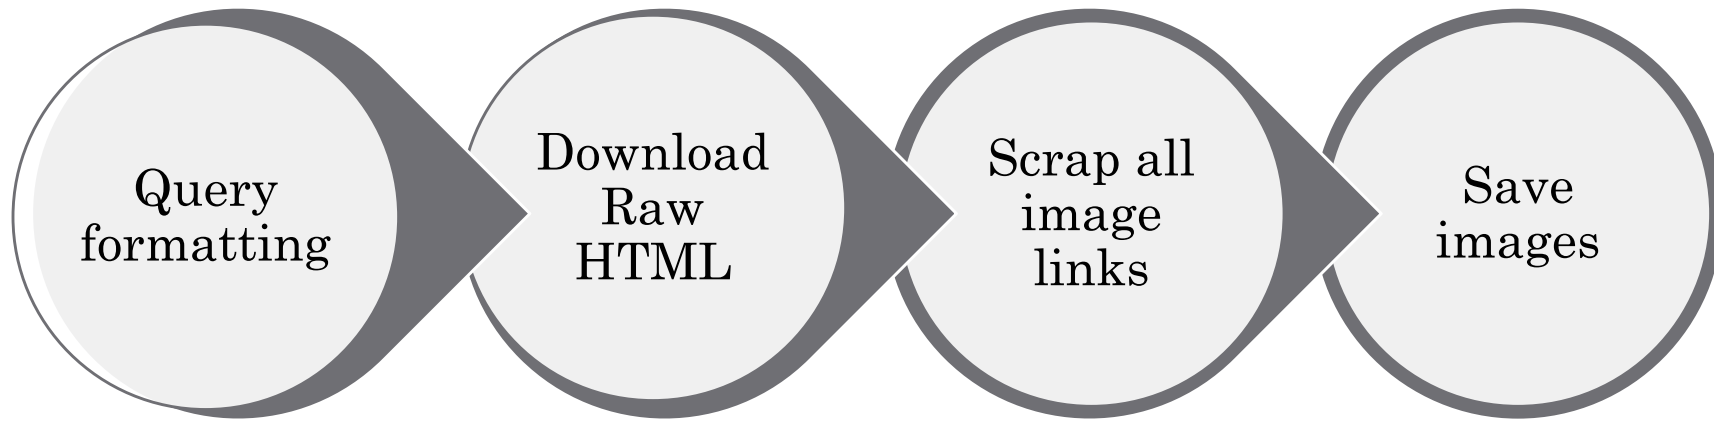 Query
formatting
Download
Raw
HTML
Scrap all
image
links
Save
images